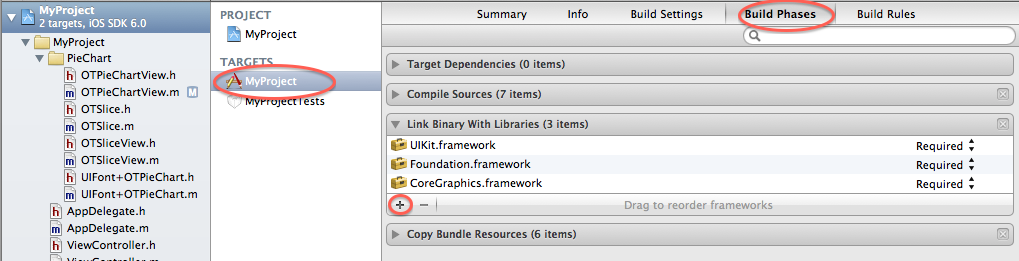 MyProject
2 targets, iOS SDK 6.0
MyProject
PieChart
OTPieChartView.h
OTPieChartView.m M
OTSlice.h
OTSlice.m
OTSliceView.h
OTSliceView.m
UIFont+OTPieChart.h
UIFont+OTPieChart.m
AppDelegate.h
AppDelegate.m
ViewController.h
ViewController.m
PROJECT
MyProject
TARGETS
MyProject
MyProjectTests
Summary Info Build Settings Build Phases Build Rules
Target Dependencies (0 items)
Compile Sources (7 items)
Link Binary With Libraries (3 items)
UIKit.framework Required
Foundation.framework Required
CoreGraphics.framework Required
Drag to reorder frameworks
Copy Bundle Resources (6 items)